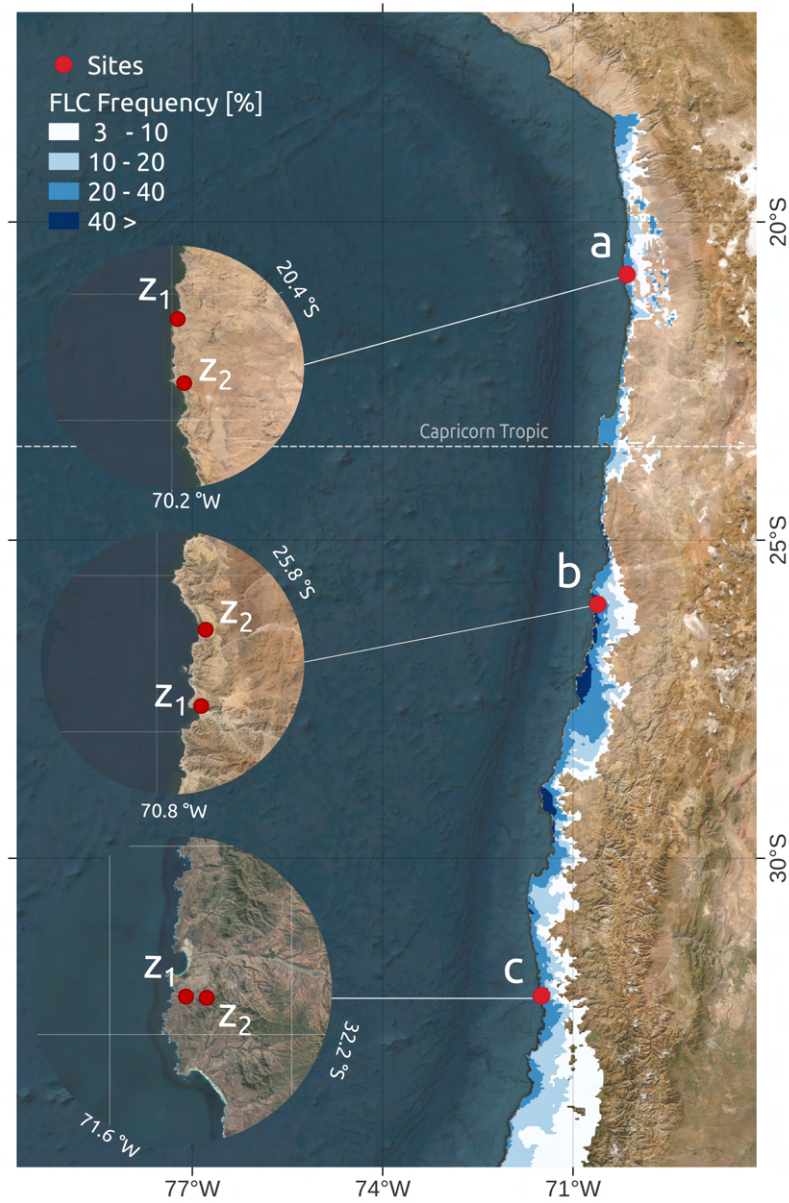 Sites
FLC Frequency [%]
3 - 10
10 - 20
20 - 40
40 >
a
20°S
z1
20.4 °S
z2
Capricorn Tropic
70.2 °W
25°S
b
25.8 °S
z2
z1
70.8 °W
30°S
c
z1
z2
32.2 °S
71.6 °W
77°W
74°W
71°W